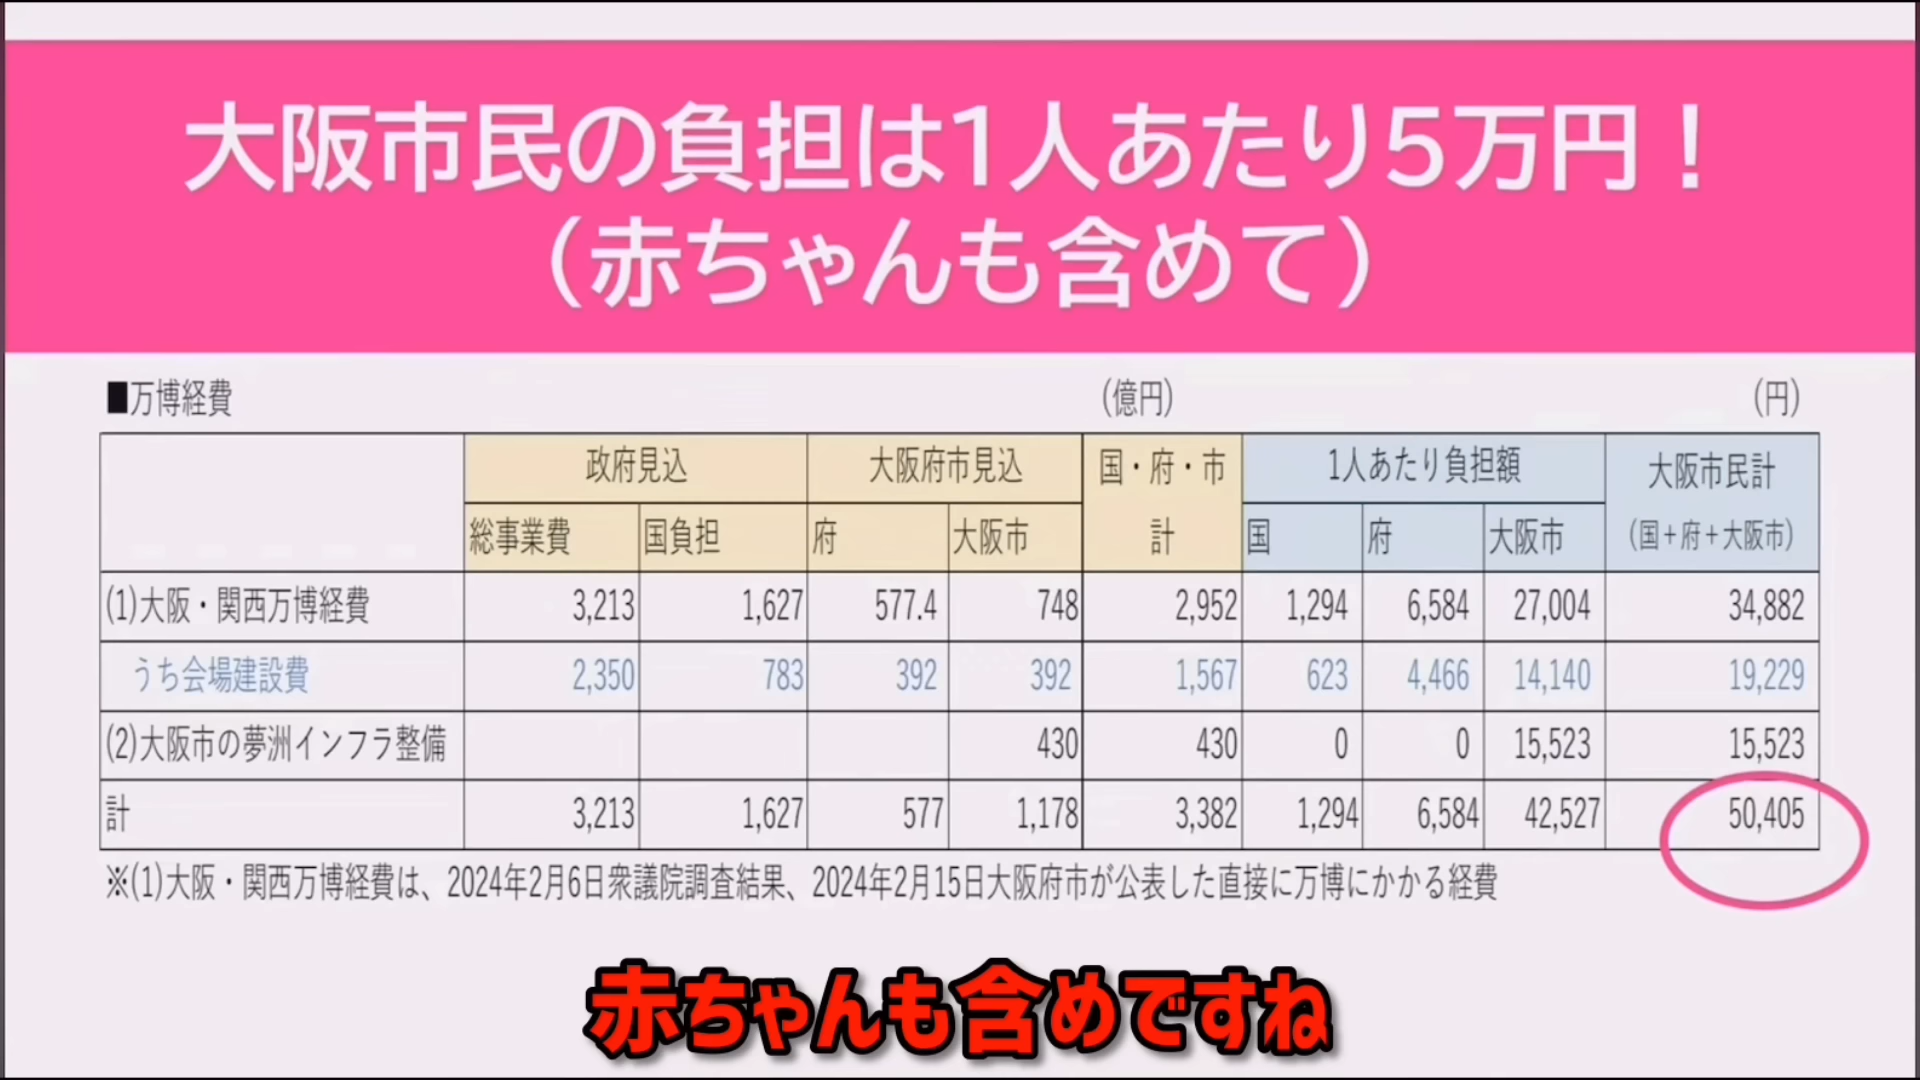 大阪市民の負担は1人あたり5万円！
（赤ちゃんも含めて）
■万博経費 (億円) (円)
政府見込 大阪府市見込 国・府・市 1人あたり負担額 大阪市民計
総事業費 国負担 府 大阪市 計 国 府 大阪市 (国＋府＋大阪市)
(1)大阪・関西万博経費 3,213 1,627 577.4 748 2,952 1,294 6,584 27,004 34,882
うち会場建設費 2,350 783 392 392 1,567 623 4,466 14,140 19,229
(2)大阪市の夢洲インフラ整備 430 430 0 0 15,523 15,523
計 3,213 1,627 577 1,178 3,382 1,294 6,584 42,527 50,405
※(1)大阪・関西万博経費は、2024年2月6日衆議院調査結果、2024年2月15日大阪府市が公表した直接に万博にかかる経費
赤ちゃんも含めですね